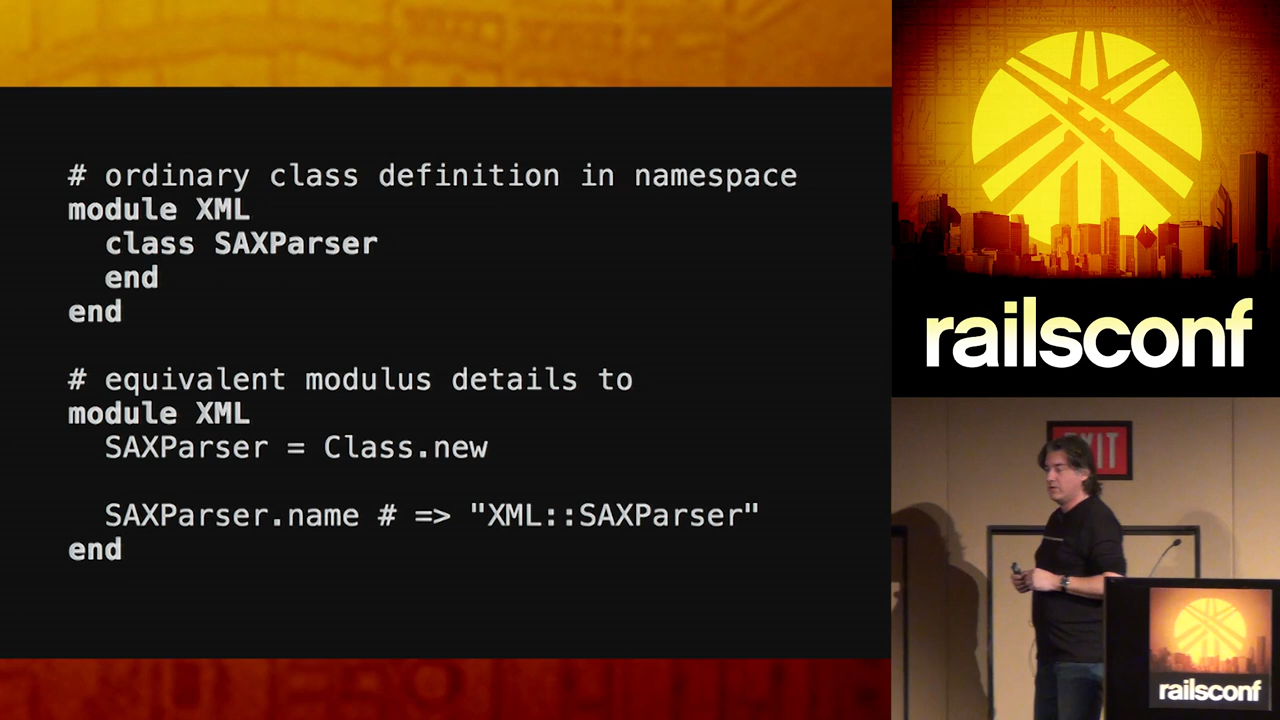 # ordinary class definition in namespace
module XML
  class SAXParser
  end
end
# equivalent modulus details to
module XML
  SAXParser = Class.new
  SAXParser.name # => "XML::SAXParser"
end
railsconf
EXIT
railsconf